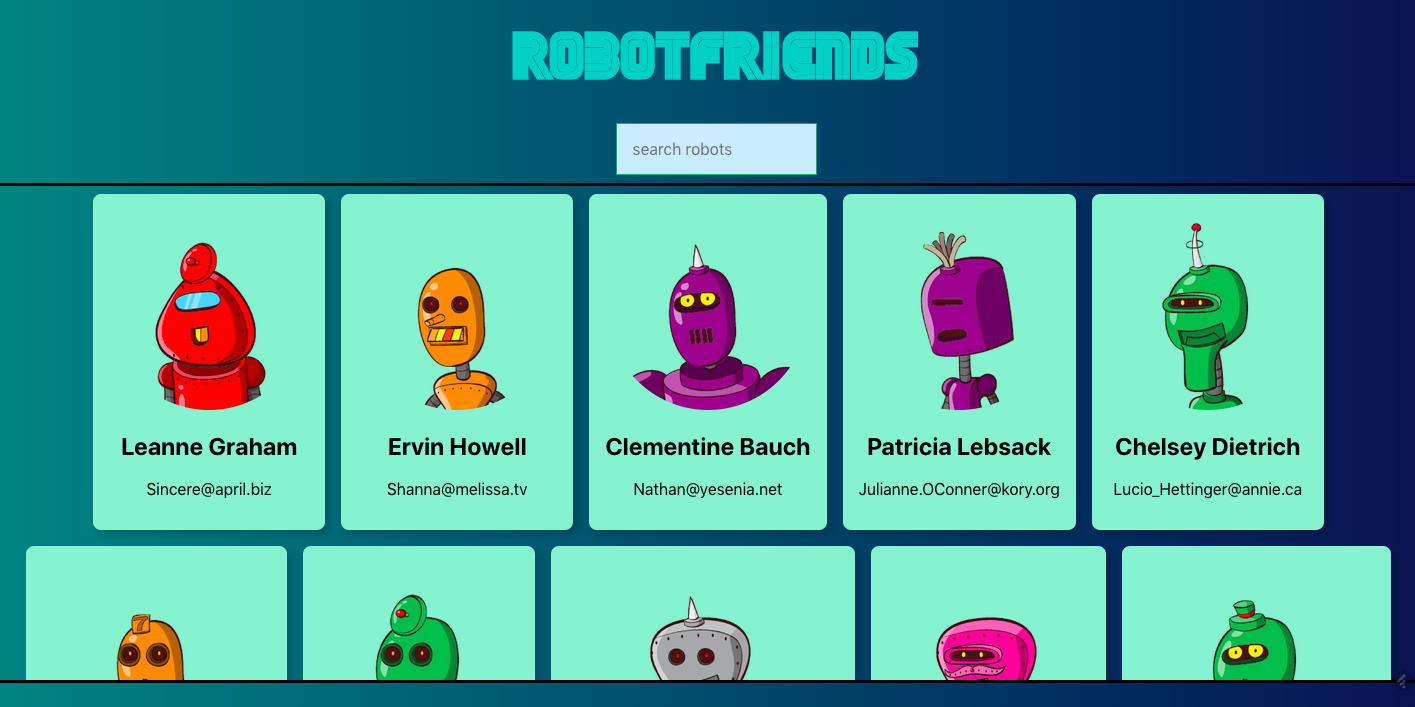 ROBOTFRIENDS
search robots
Leanne Graham
Ervin Howell
Clementine Bauch
Patricia Lebsack
Chelsey Dietrich
Sincere@april.biz
Shanna@melissa.tv
Nathan@yesenia.net
Julianne.OConner@kory.org
Lucio_Hettinger@annie.ca
7